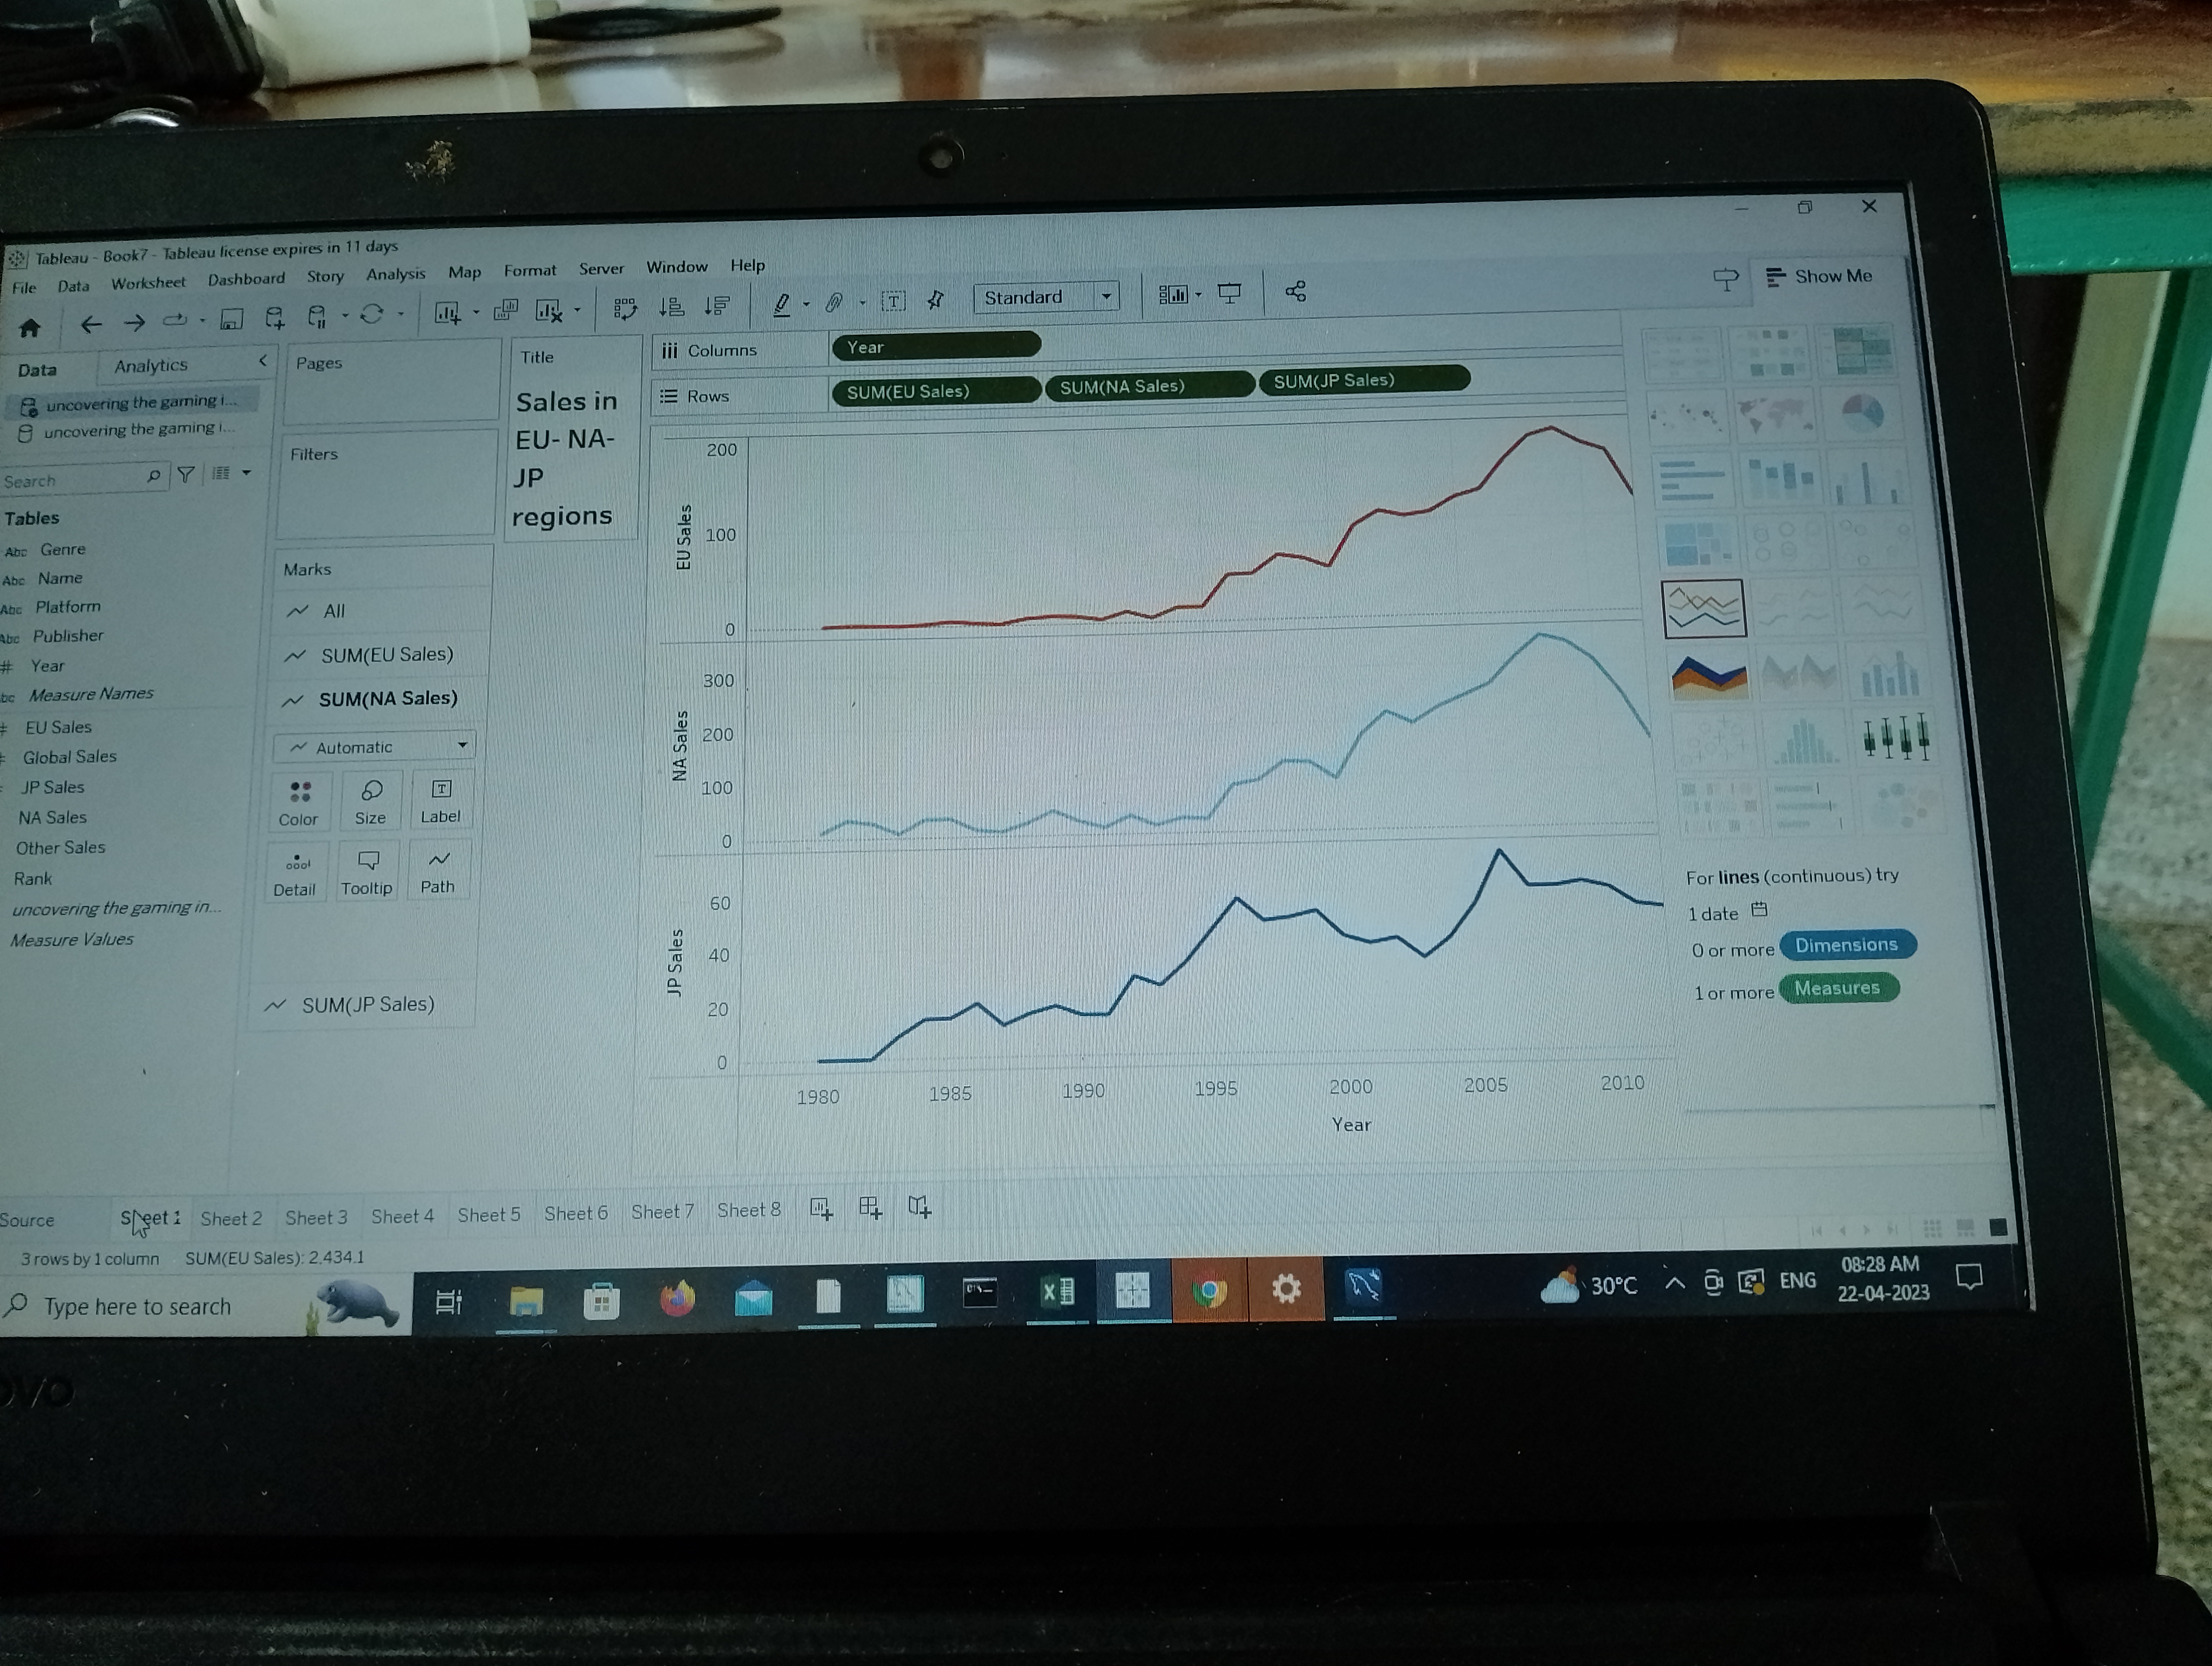 Tableau - Book7 - Tableau license expires in 11 days
File Data Worksheet Dashboard Story Analysis Map Format Server Window Help
Standard
Show Me
Data Analytics
uncovering the gaming i...
uncovering the gaming i...
Search
Tables
Abc Genre
Abc Name
Abc Platform
Abc Publisher
# Year
bc Measure Names
EU Sales
Global Sales
JP Sales
NA Sales
Other Sales
Rank
uncovering the gaming in...
Measure Values
Pages
Filters
Marks
All
SUM(EU Sales)
SUM(NA Sales)
Automatic
Color Size Label
Detail Tooltip Path
SUM(JP Sales)
Title
Sales in
EU- NA-
JP
regions
Columns Year
Rows SUM(EU Sales) SUM(NA Sales) SUM(JP Sales)
EU Sales
200
100
0
NA Sales
300
200
100
0
JP Sales
60
40
20
0
1980 1985 1990 1995 2000 2005 2010
Year
For lines (continuous) try
1 date
0 or more Dimensions
1 or more Measures
Source Sheet 1 Sheet 2 Sheet 3 Sheet 4 Sheet 5 Sheet 6 Sheet 7 Sheet 8
3 rows by 1 column SUM(EU Sales): 2,434.1
Type here to search
30°C ENG
08:28 AM
22-04-2023
ovo